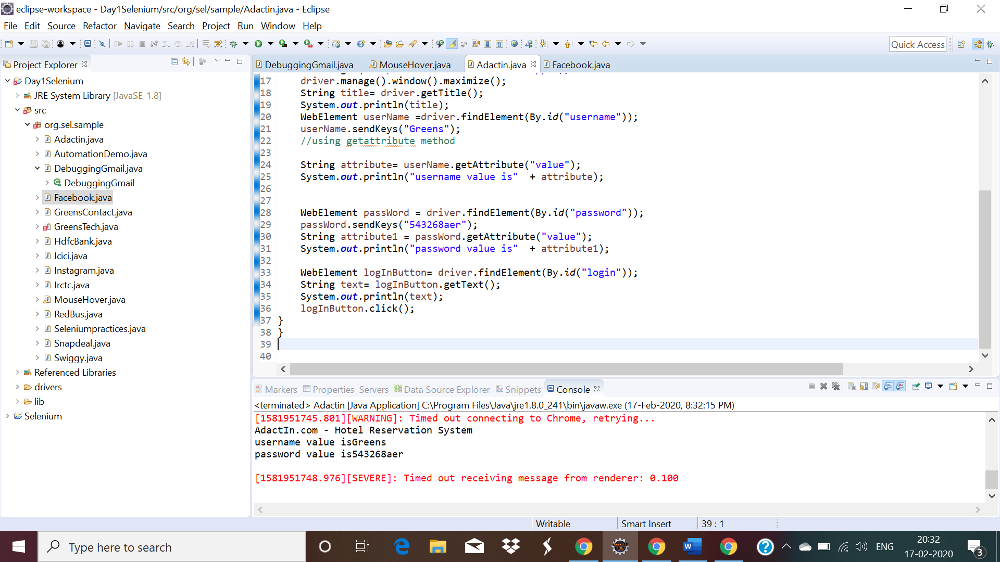 eclipse-workspace - Day1Selenium/src/org/sel/sample/Adactin.java - Eclipse
File Edit Source Refactor Navigate Search Project Run Window Help
Quick Access
Project Explorer
Day1Selenium
JRE System Library [JavaSE-1.8]
src
org.sel.sample
Adactin.java
AutomationDemo.java
DebuggingGmail.java
DebuggingGmail
Facebook.java
GreensContact.java
GreensTech.java
HdfcBank.java
Icici.java
Instagram.java
Irctc.java
MouseHover.java
RedBus.java
Seleniumpractices.java
Snapdeal.java
Swiggy.java
Referenced Libraries
drivers
lib
Selenium
DebuggingGmail.java MouseHover.java Adactin.java Facebook.java
17 driver.manage().window().maximize();
18 String title= driver.getTitle();
19 System.out.println(title);
20 WebElement userName =driver.findElement(By.id("username"));
21 userName.sendKeys("Greens");
22 //using getattribute method
23
24 String attribute= userName.getAttribute("value");
25 System.out.println("username value is"  + attribute);
26
27
28 WebElement passWord = driver.findElement(By.id("password"));
29 passWord.sendKeys("543268aer");
30 String attribute1 = passWord.getAttribute("value");
31 System.out.println("password value is"  + attribute1);
32
33 WebElement logInButton= driver.findElement(By.id("login"));
34 String text= logInButton.getText();
35 System.out.println(text);
36 logInButton.click();
37 }
38 }
39
40
Markers Properties Servers Data Source Explorer Snippets Console
<terminated> Adactin [Java Application] C:\Program Files\Java\jre1.8.0_241\bin\javaw.exe (17-Feb-2020, 8:32:15 PM)
[1581951745.801][WARNING]: Timed out connecting to Chrome, retrying...
AdactIn.com - Hotel Reservation System
username value isGreens
password value is543268aer
[1581951748.976][SEVERE]: Timed out receiving message from renderer: 0.100
Writable Smart Insert 39 : 1
Type here to search
ENG
20:32
17-02-2020
3